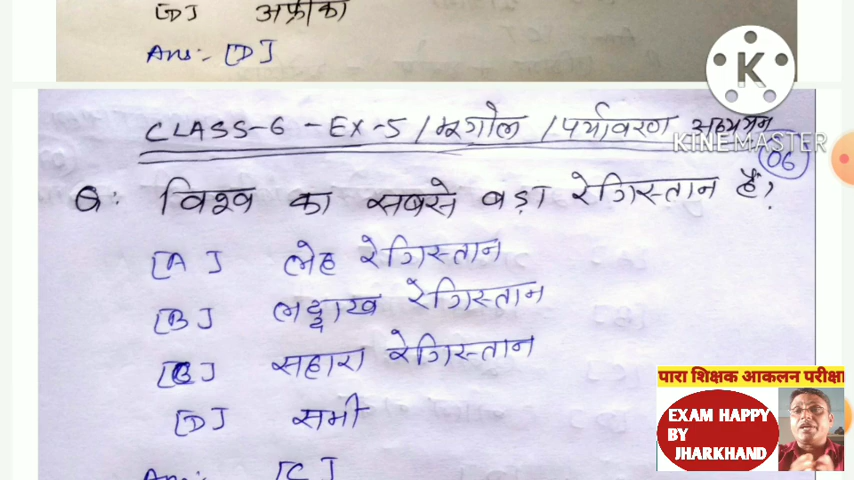 [D] अफ्रीका
Ans:- [D]
K
KINEMASTER
CLASS-6 - EX-5 / भूगोल / पर्यावरण अध्ययन
06
Q: विश्व का सबसे बड़ा रेगिस्तान है?
[A] लेह रेगिस्तान
[B] लद्दाख रेगिस्तान
[C] सहारा रेगिस्तान
[D] सभी
Ans:- [C]
पारा शिक्षक आकलन परीक्षा
EXAM HAPPY
BY
JHARKHAND